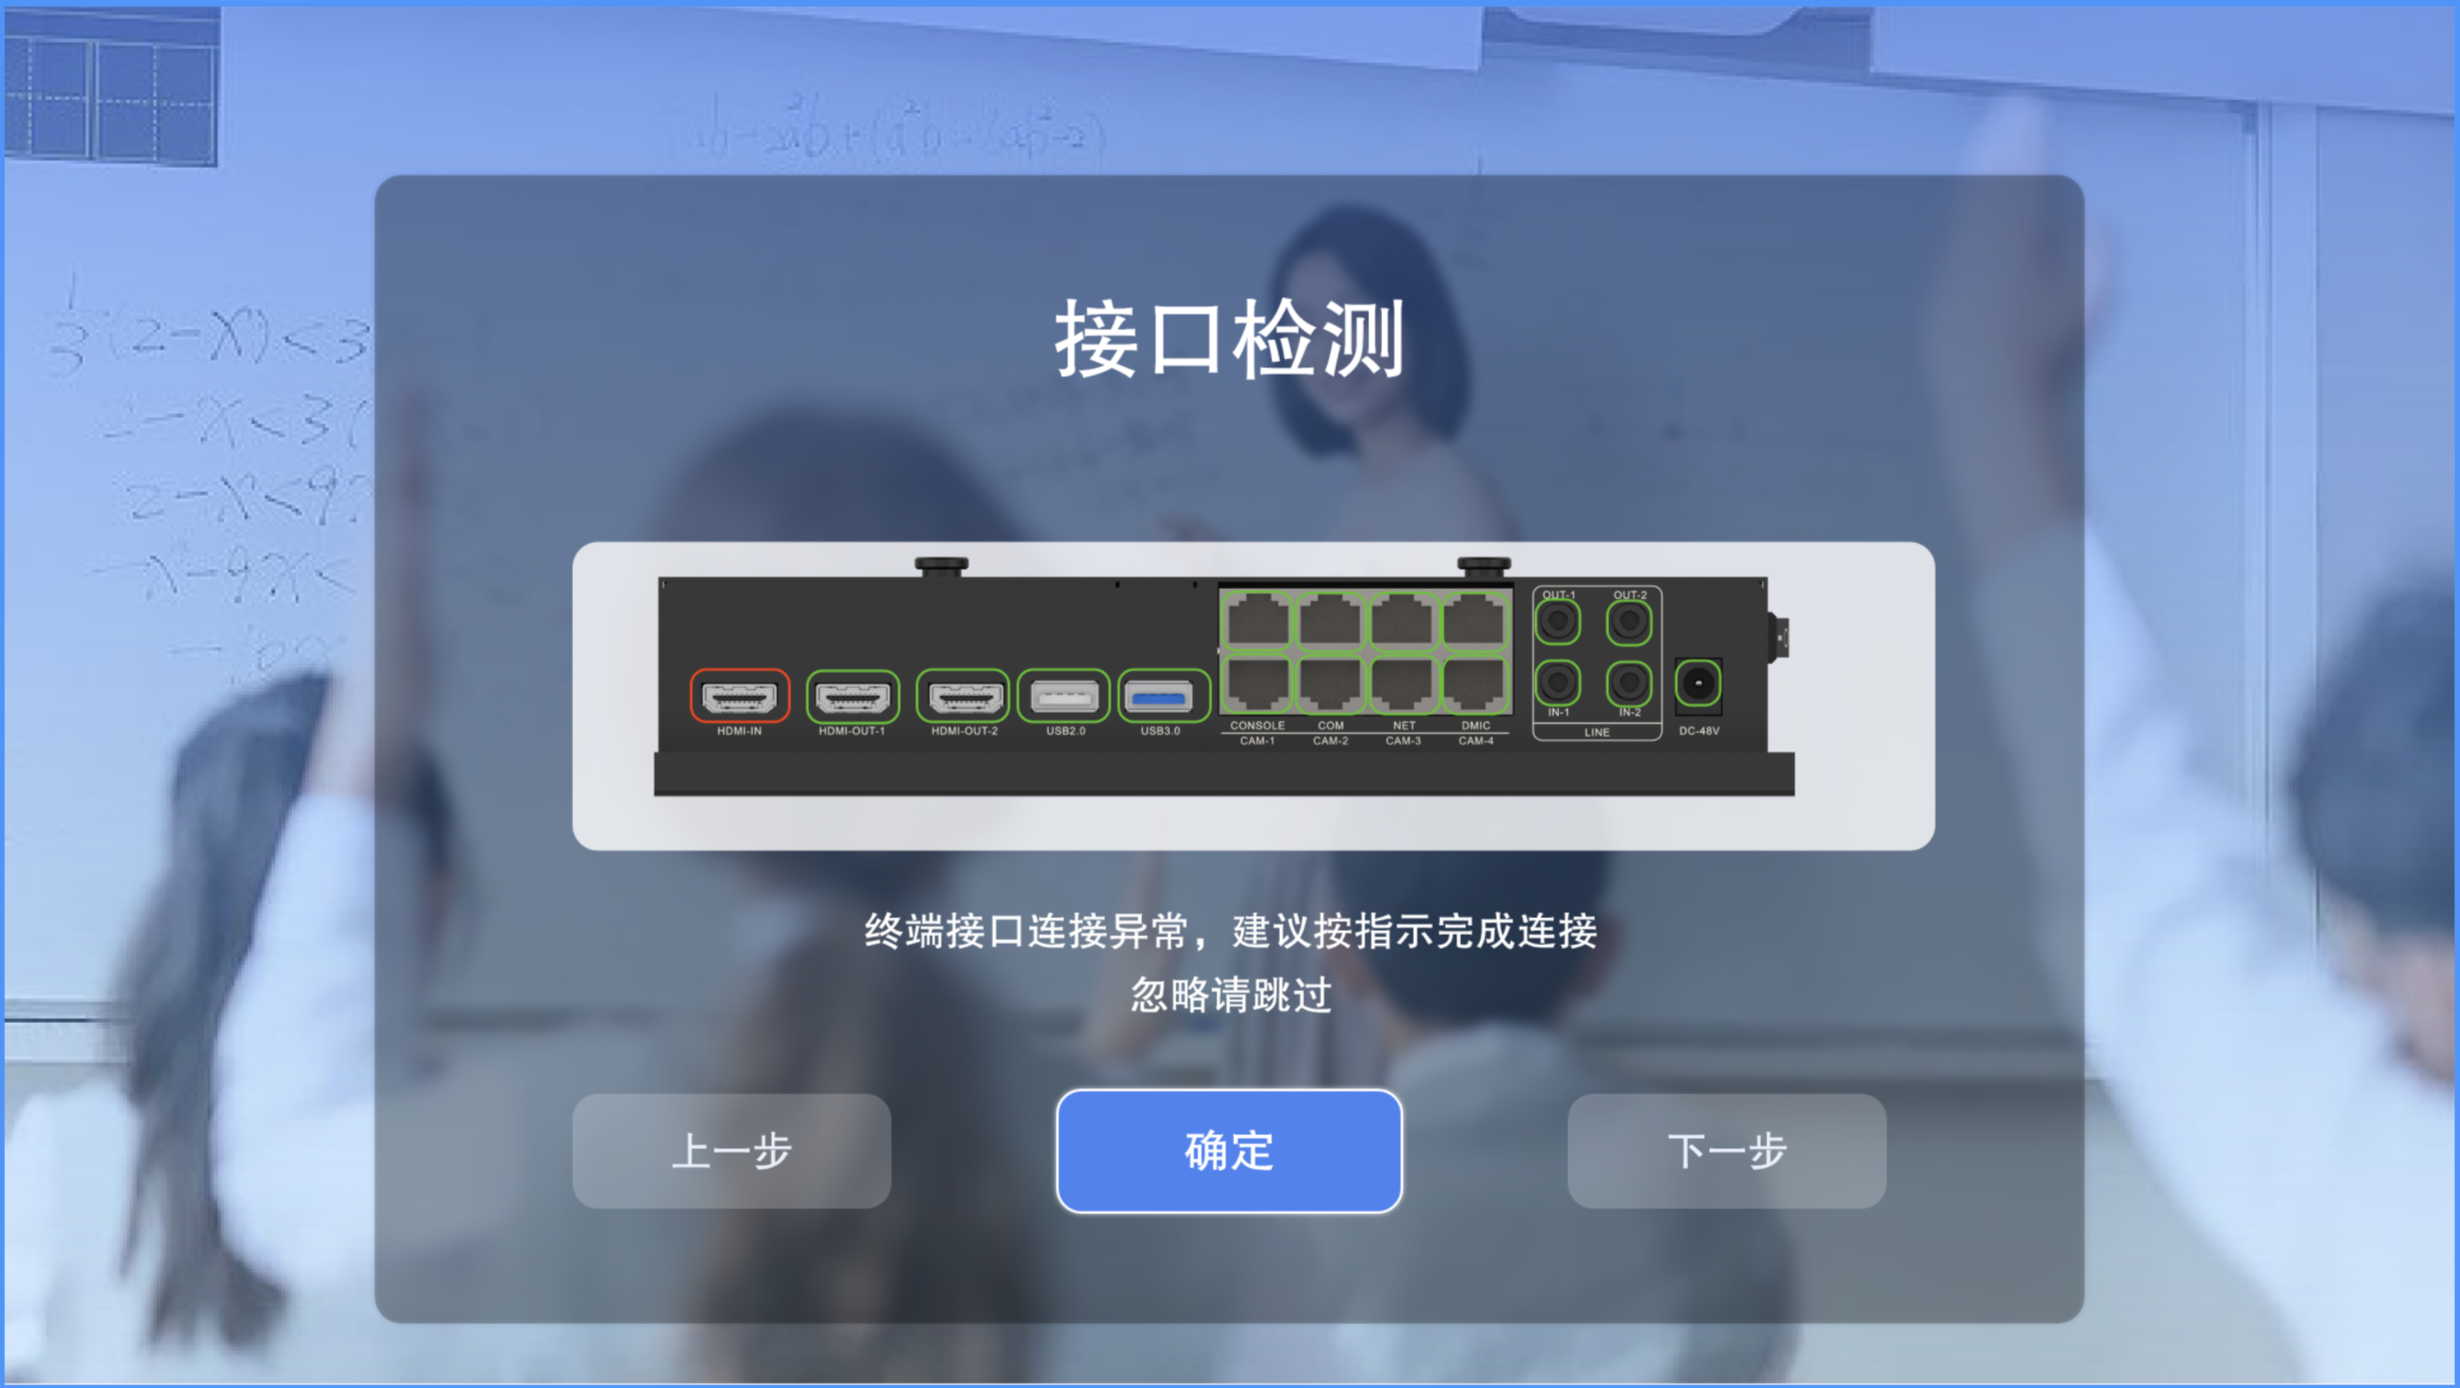 接口检测
OUT-1 OUT-2
IN-1 IN-2
HDMI-IN HDMI-OUT-1 HDMI-OUT-2 USB2.0 USB3.0 CONSOLE COM NET DMIC LINE DC-48V
CAM-1 CAM-2 CAM-3 CAM-4
终端接口连接异常，建议按指示完成连接
忽略请跳过
上一步 确定 下一步
2-X<3